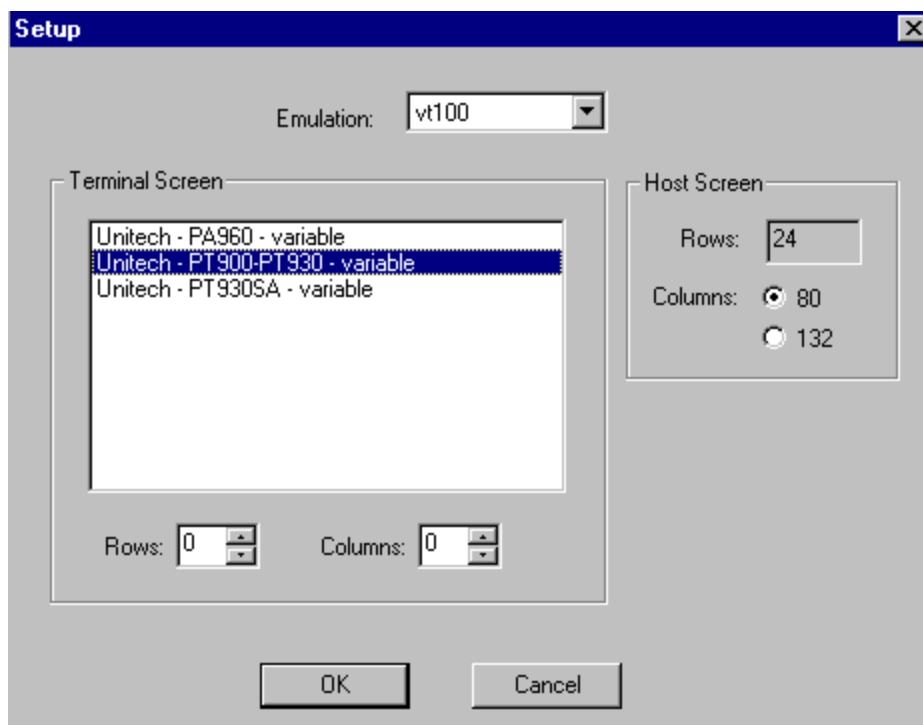 Setup
Emulation: vt100
Terminal Screen
Unitech - PA960 - variable
Unitech - PT900-PT930 - variable
Unitech - PT930SA - variable
Rows: 0 Columns: 0
Host Screen
Rows: 24
Columns: 80
132
OK Cancel